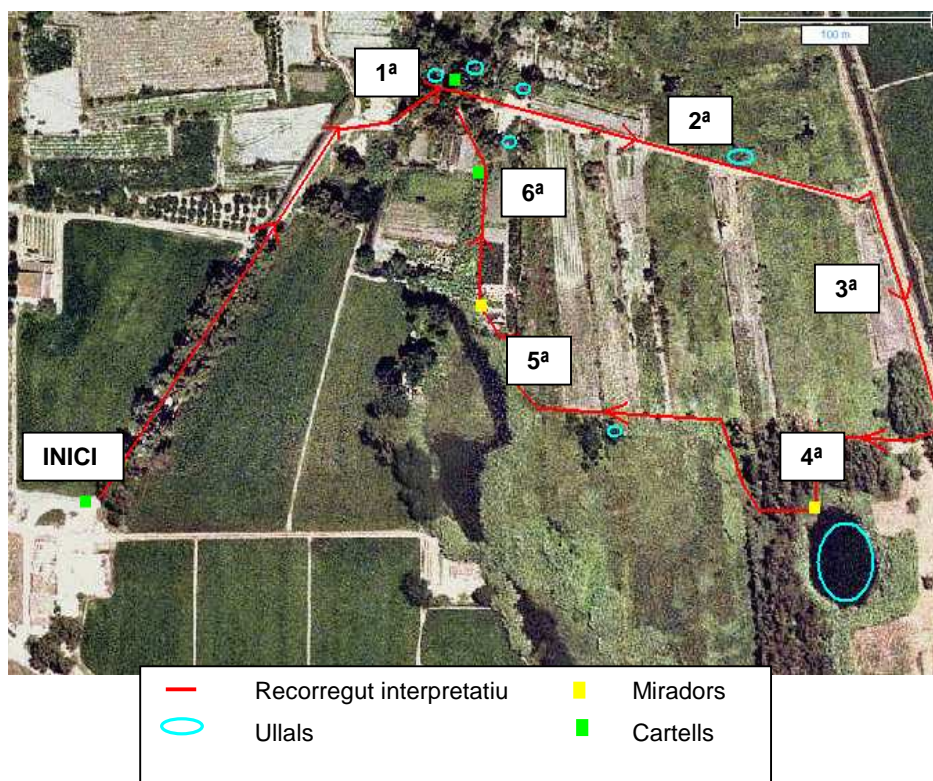 100 m
1ª
2ª
6ª
3ª
5ª
INICI
4ª
Recorregut interpretatiu
Miradors
Ullals
Cartells